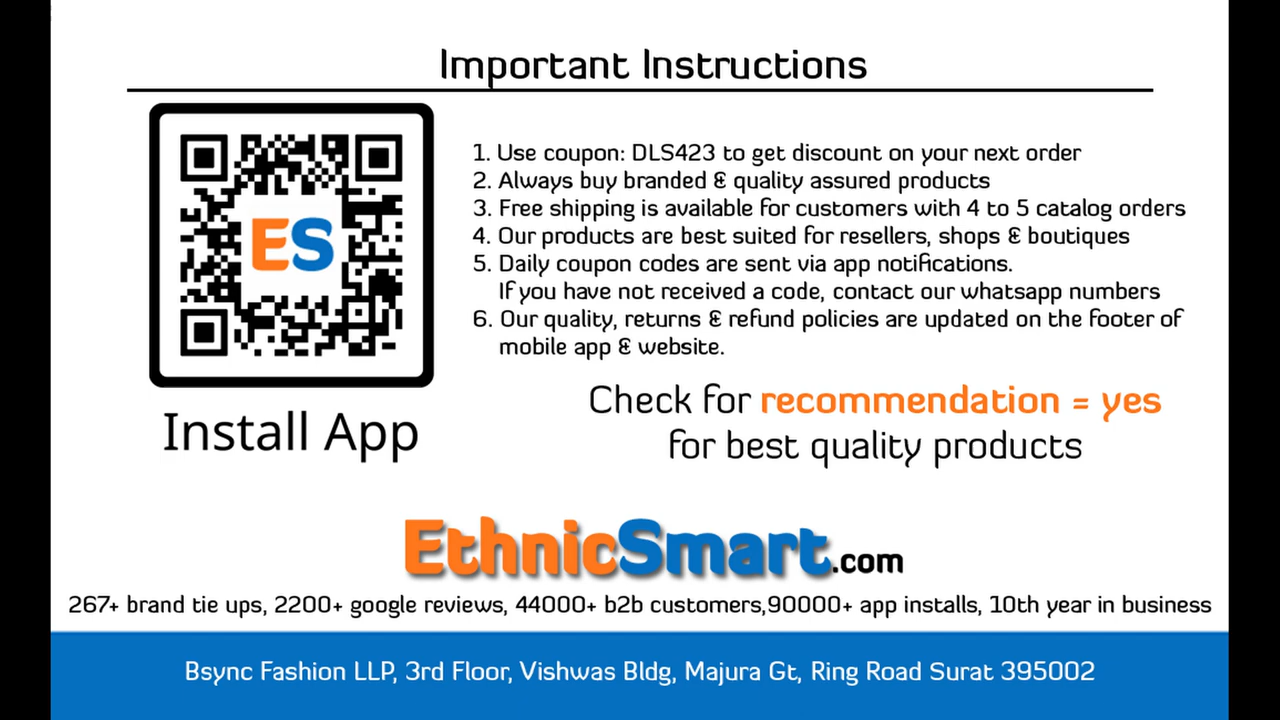 Important Instructions
1. Use coupon: DLS423 to get discount on your next order
2. Always buy branded & quality assured products
3. Free shipping is available for customers with 4 to 5 catalog orders
4. Our products are best suited for resellers, shops & boutiques
5. Daily coupon codes are sent via app notifications.
If you have not received a code, contact our whatsapp numbers
6. Our quality, returns & refund policies are updated on the footer of
mobile app & website.
ES
Install App
Check for recommendation = yes
for best quality products
EthnicSmart.com
267+ brand tie ups, 2200+ google reviews, 44000+ b2b customers,90000+ app installs, 10th year in business
Bsync Fashion LLP, 3rd Floor, Vishwas Bldg, Majura Gt, Ring Road Surat 395002